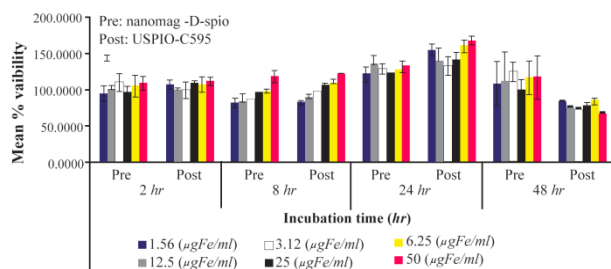 Pre: nanomag -D-spio
Post: USPIO-C595
Mean % vaibility
200.0000
150.0000
100.0000
50.0000
0.0000
Pre Post Pre Post Pre Post Pre Post
2 hr 8 hr 24 hr 48 hr
Incubation time (hr)
1.56 (µgFe/ml) 3.12 (µgFe/ml) 6.25 (µgFe/ml)
12.5 (µgFe/ml) 25 (µgFe/ml) 50 (µgFe/ml)